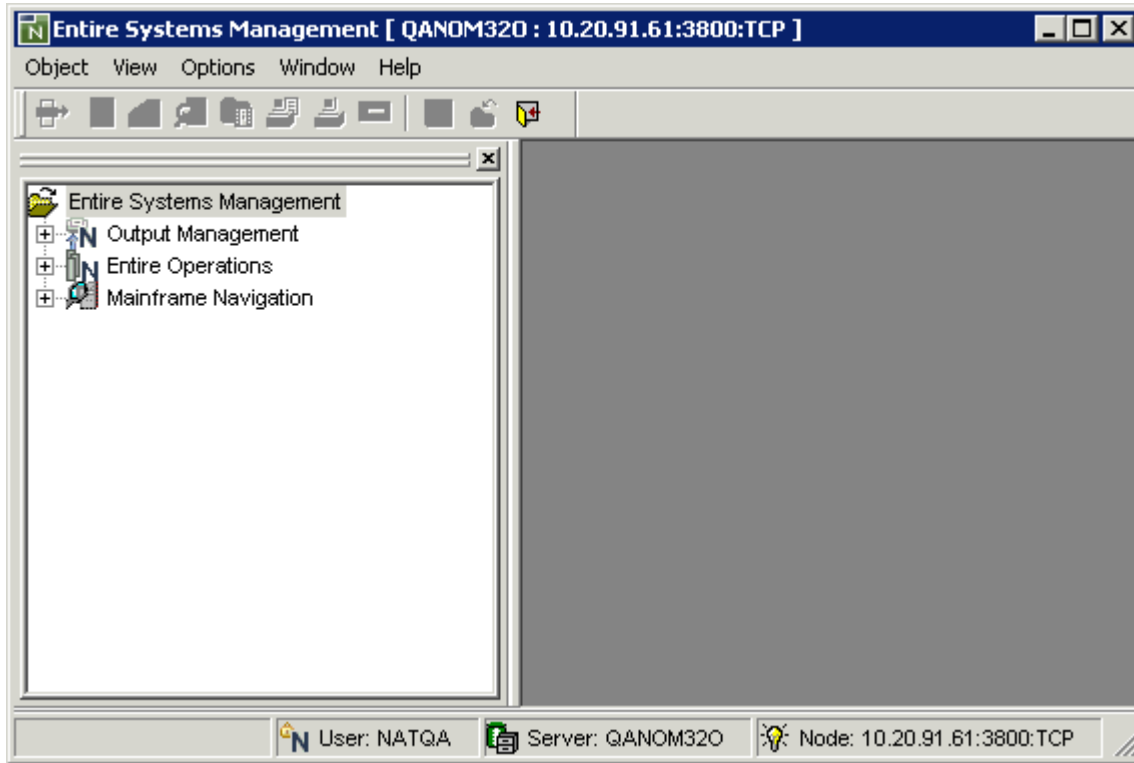 Entire Systems Management [ QANOM32O : 10.20.91.61:3800:TCP ]
Object View Options Window Help
Entire Systems Management
Output Management
Entire Operations
Mainframe Navigation
User: NATQA Server: QANOM32O Node: 10.20.91.61:3800:TCP